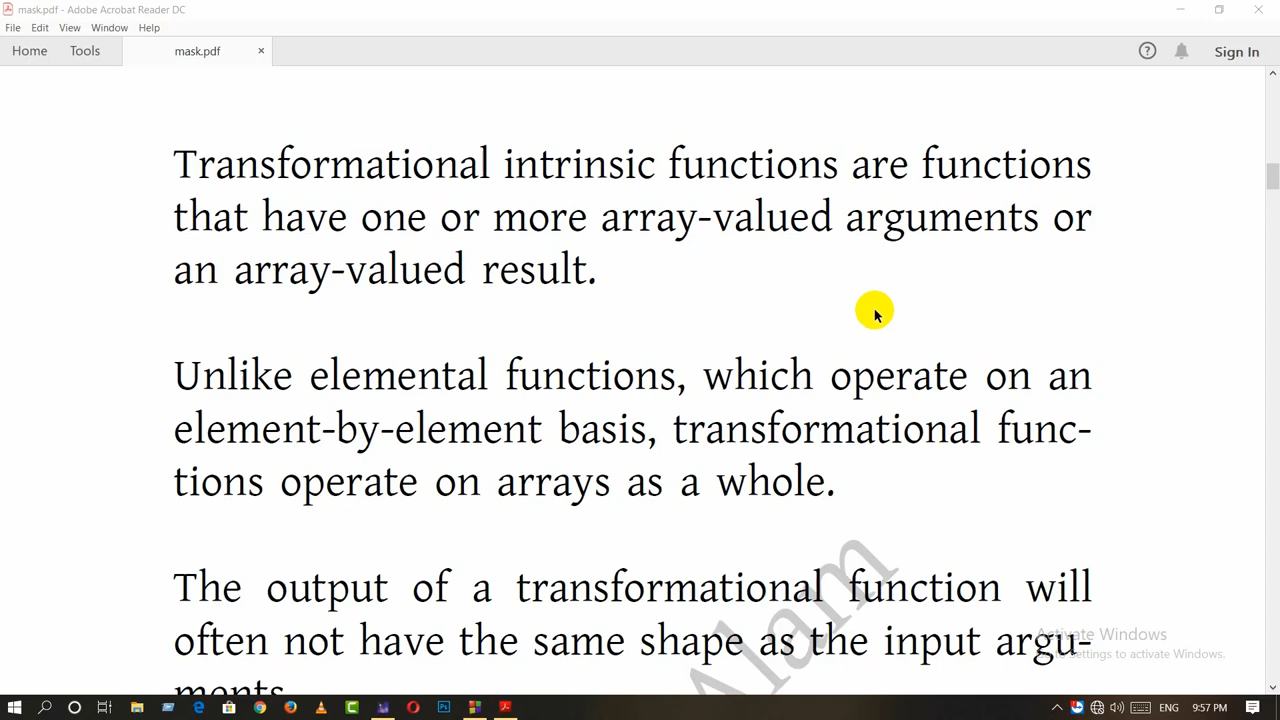 mask.pdf - Adobe Acrobat Reader DC
File Edit View Window Help
Home Tools mask.pdf × Sign In
Transformational intrinsic functions are functions
that have one or more array-valued arguments or
an array-valued result.
Unlike elemental functions, which operate on an
element-by-element basis, transformational func-
tions operate on arrays as a whole.
The output of a transformational function will
often not have the same shape as the input argu-
ments.
Alam
Activate Windows
Go to Settings to activate Windows.
ENG 9:57 PM